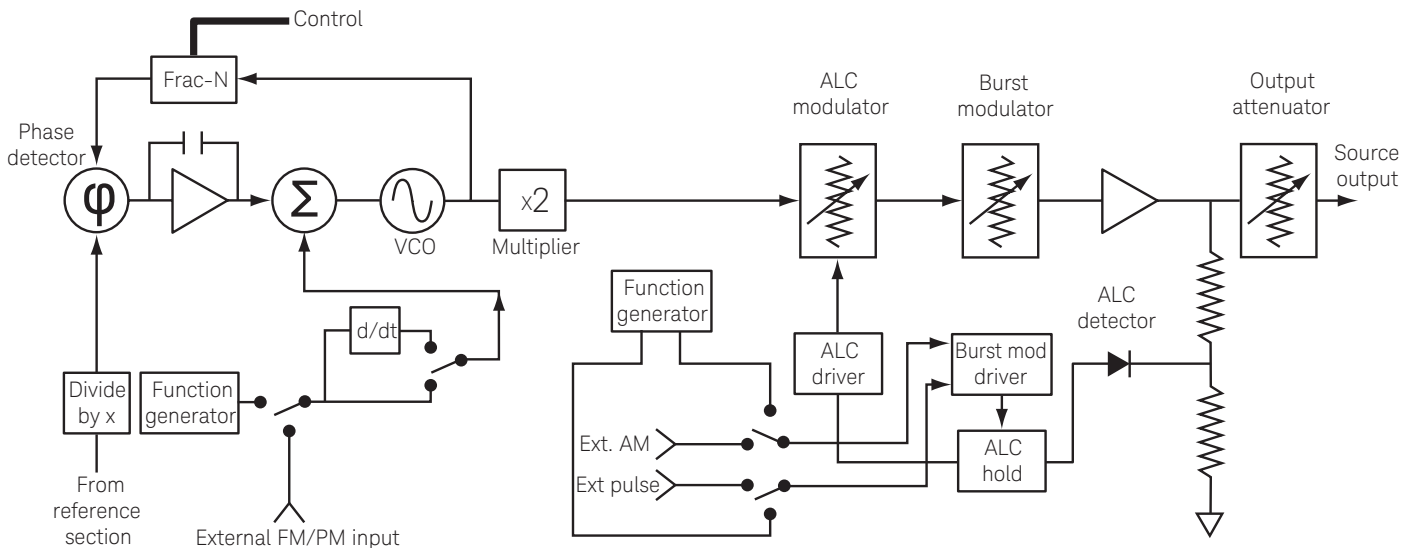 Control
Frac-N
Phase
detector
φ
Σ
VCO
x2
Multiplier
ALC
modulator
Burst
modulator
Output
attenuator
Source
output
d/dt
Divide
by x
Function
generator
From
reference
section
External FM/PM input
Function
generator
Ext. AM
Ext pulse
ALC
driver
Burst mod
driver
ALC
hold
ALC
detector